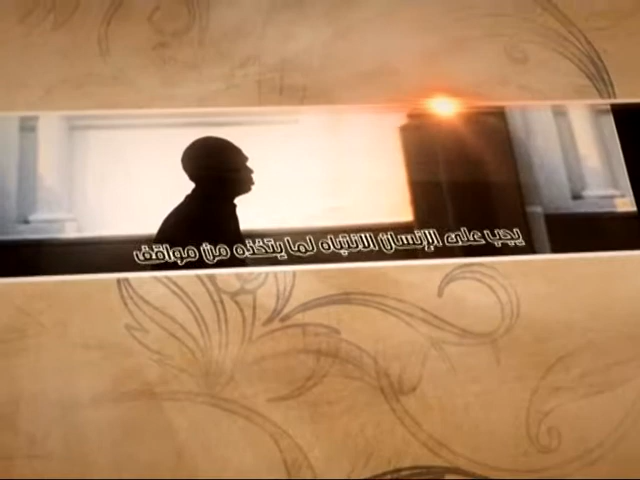 يجب على الإنسان الانتباه لما يتخذه من مواقف